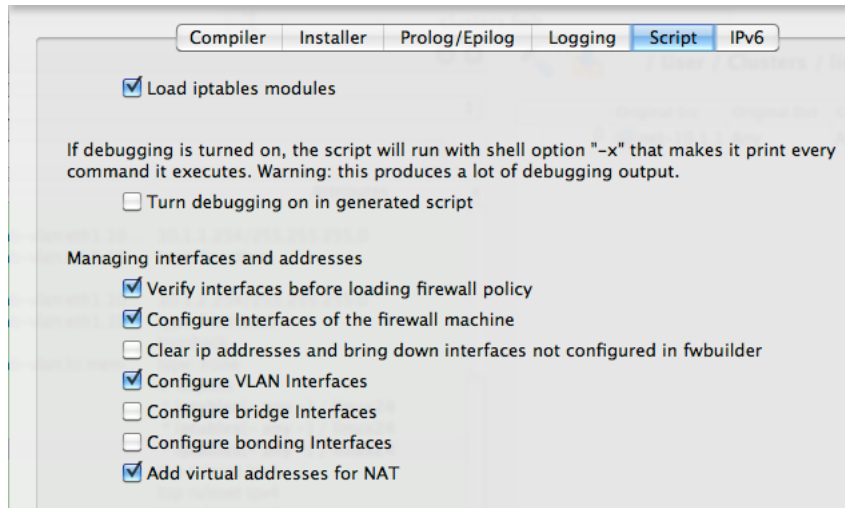 Compiler Installer Prolog/Epilog Logging Script IPv6
Load iptables modules
If debugging is turned on, the script will run with shell option "-x" that makes it print every
command it executes. Warning: this produces a lot of debugging output.
Turn debugging on in generated script
Managing interfaces and addresses
Verify interfaces before loading firewall policy
Configure Interfaces of the firewall machine
Clear ip addresses and bring down interfaces not configured in fwbuilder
Configure VLAN Interfaces
Configure bridge Interfaces
Configure bonding Interfaces
Add virtual addresses for NAT